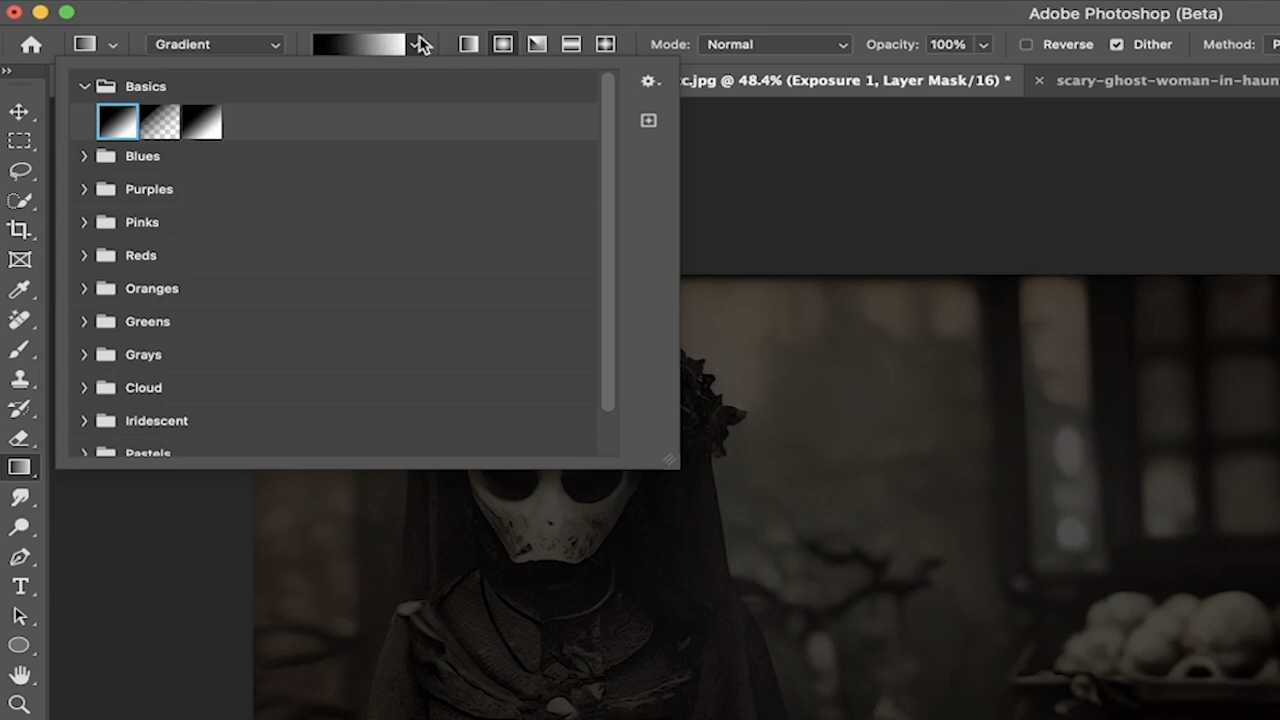 Adobe Photoshop (Beta)
Gradient
Mode: Normal
Opacity: 100%
Reverse
Dither
Method:
c.jpg @ 48.4% (Exposure 1, Layer Mask/16) *
scary-ghost-woman-in-haun
Basics
Blues
Purples
Pinks
Reds
Oranges
Greens
Grays
Cloud
Iridescent
Pastels